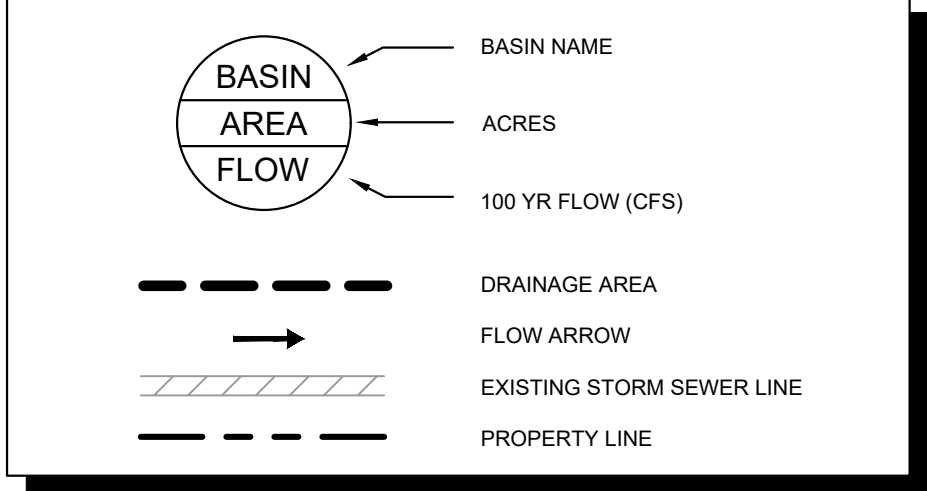 BASIN
AREA
FLOW
BASIN NAME
ACRES
100 YR FLOW (CFS)
DRAINAGE AREA
FLOW ARROW
EXISTING STORM SEWER LINE
PROPERTY LINE